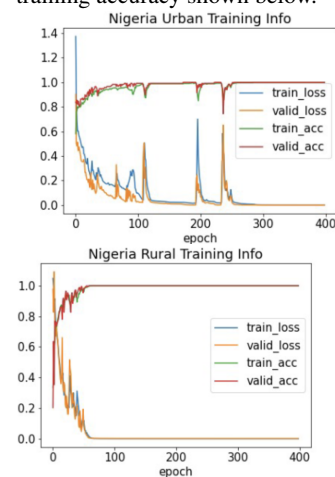 training accuracy shown below.
Nigeria Urban Training Info
1.4
1.2
1.0
0.8
0.6
0.4
0.2
0.0
train_loss
valid_loss
train_acc
valid_acc
0 100 200 300 400
epoch
Nigeria Rural Training Info
1.0
0.8
0.6
0.4
0.2
0.0
train_loss
valid_loss
train_acc
valid_acc
0 100 200 300 400
epoch